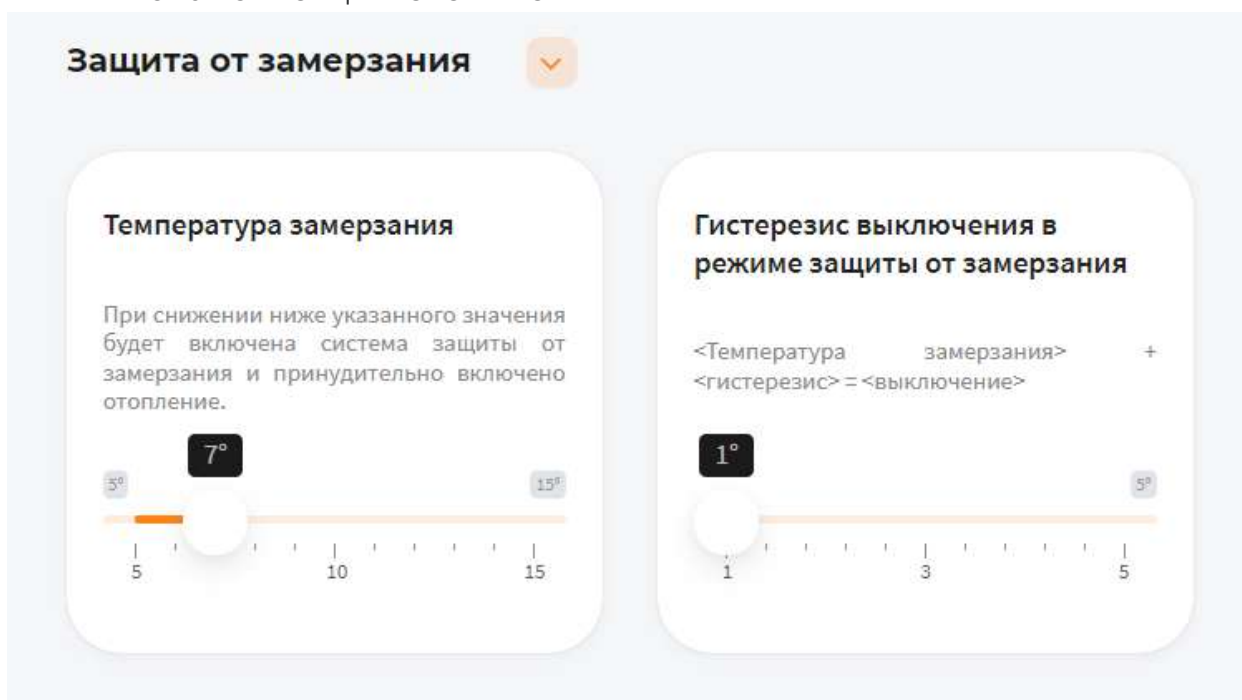 Защита от замерзания
Температура замерзания
При снижении ниже указанного значения
будет включена система защиты от
замерзания и принудительно включено
отопление.
7°
5°
15°
5
10
15
Гистерезис выключения в
режиме защиты от замерзания
<Температура замерзания> +
<гистерезис> = <выключение>
1°
5°
1
3
5